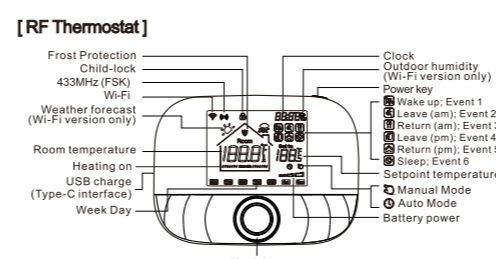 [ RF Thermostat ]
Frost Protection
Child-lock
433MHz (FSK)
Wi-Fi
Weather forecast
(Wi-Fi version only)
Room temperature
Heating on
USB charge
(Type-C interface)
Week Day
Clock
Outdoor humidity
(Wi-Fi version only)
Power key
Wake up; Event 1
Leave (am); Event 2
Return (am); Event 3
Leave (pm); Event 4
Return (pm); Event 5
Sleep; Event 6
Setpoint temperature
Manual Mode
Auto Mode
Battery power
Room